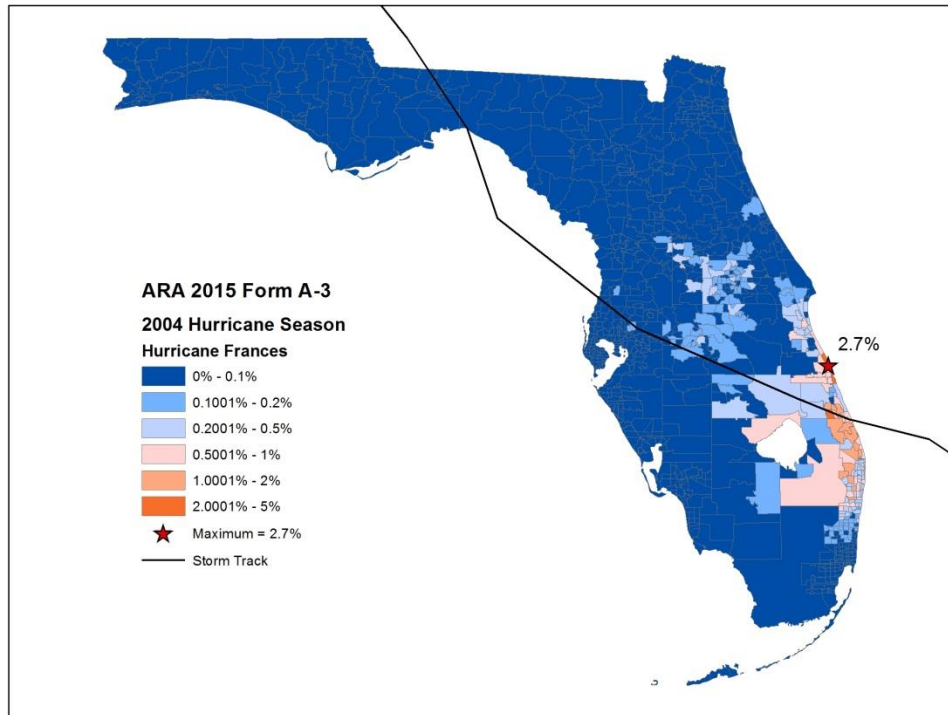 2.7%
ARA 2015 Form A-3
2004 Hurricane Season
Hurricane Frances
0% - 0.1%
0.1001% - 0.2%
0.2001% - 0.5%
0.5001% - 1%
1.0001% - 2%
2.0001% - 5%
Maximum = 2.7%
Storm Track